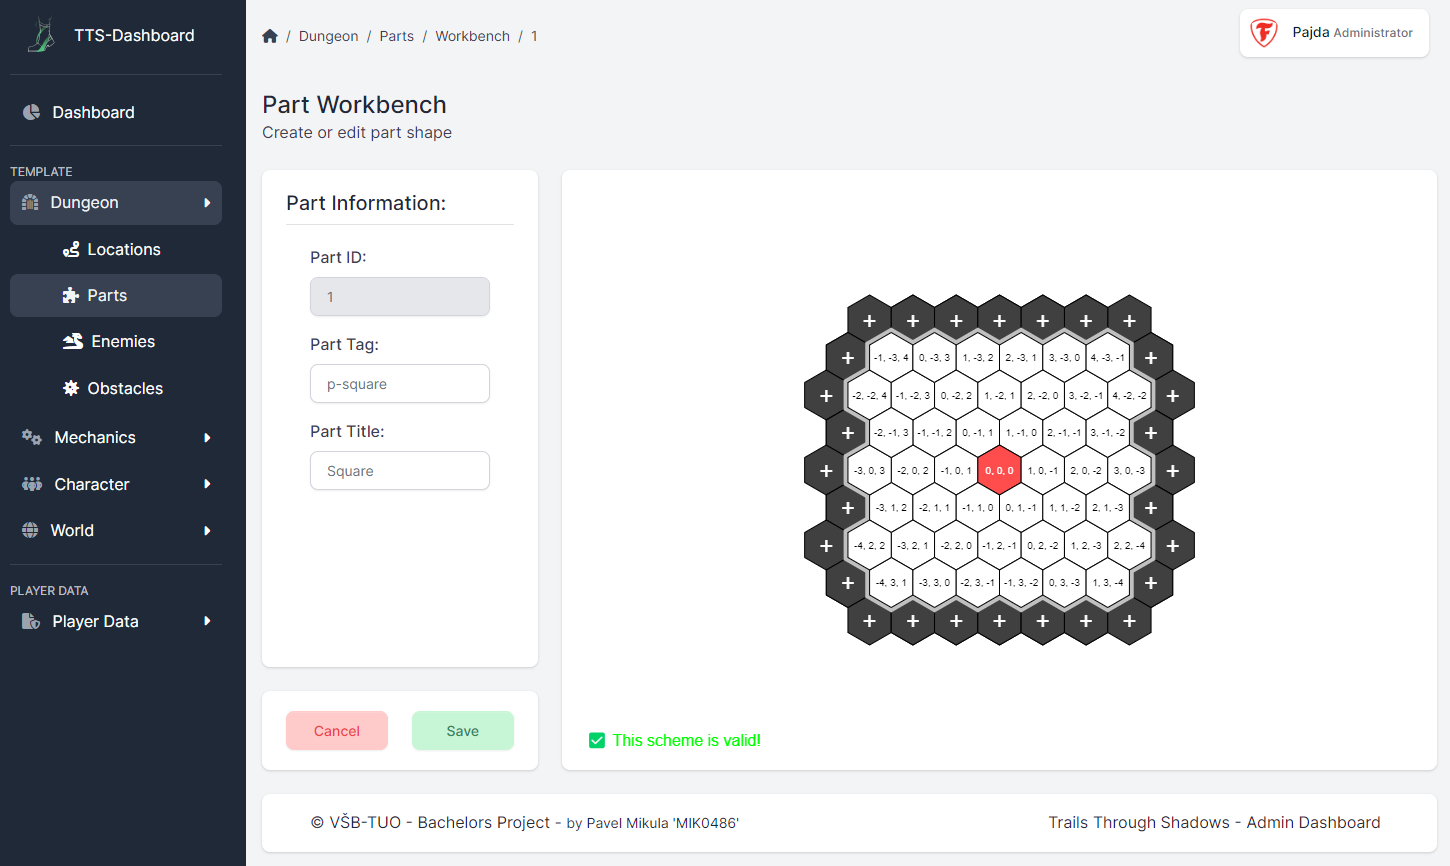 TTS-Dashboard
Dashboard
TEMPLATE
Dungeon
Locations
Parts
Enemies
Obstacles
Mechanics
Character
World
PLAYER DATA
Player Data
/ Dungeon / Parts / Workbench / 1
Pajda Administrator
Part Workbench
Create or edit part shape
Part Information:
Part ID:
1
Part Tag:
p-square
Part Title:
Square
Cancel
Save
+ + + + + + +
+ -1, -3, 4 0, -3, 3 1, -3, 2 2, -3, 1 3, -3, 0 4, -3, -1 +
+ -2, -2, 4 -1, -2, 3 0, -2, 2 1, -2, 1 2, -2, 0 3, -2, -1 4, -2, -2 +
+ -2, -1, 3 -1, -1, 2 0, -1, 1 1, -1, 0 2, -1, -1 3, -1, -2 +
+ -3, 0, 3 -2, 0, 2 -1, 0, 1 0, 0, 0 1, 0, -1 2, 0, -2 3, 0, -3 +
+ -3, 1, 2 -2, 1, 1 -1, 1, 0 0, 1, -1 1, 1, -2 2, 1, -3 +
+ -4, 2, 2 -3, 2, 1 -2, 2, 0 -1, 2, -1 0, 2, -2 1, 2, -3 2, 2, -4 +
+ -4, 3, 1 -3, 3, 0 -2, 3, -1 -1, 3, -2 0, 3, -3 1, 3, -4 +
+ + + + + + +
This scheme is valid!
© VŠB-TUO - Bachelors Project - by Pavel Mikula 'MIK0486'
Trails Through Shadows - Admin Dashboard